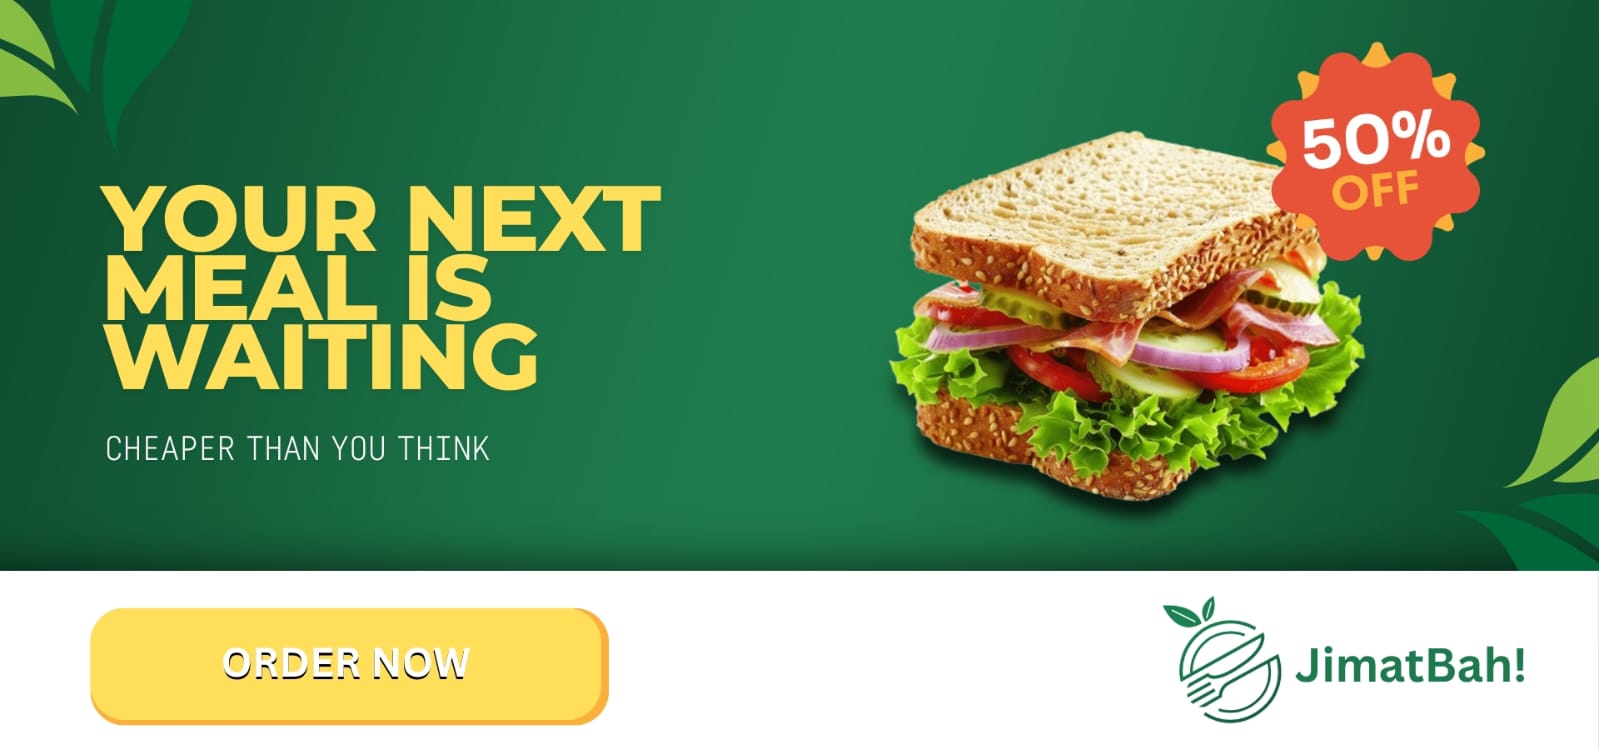 YOUR NEXT
MEAL IS
WAITING
CHEAPER THAN YOU THINK
50%
OFF
ORDER NOW
JimatBah!